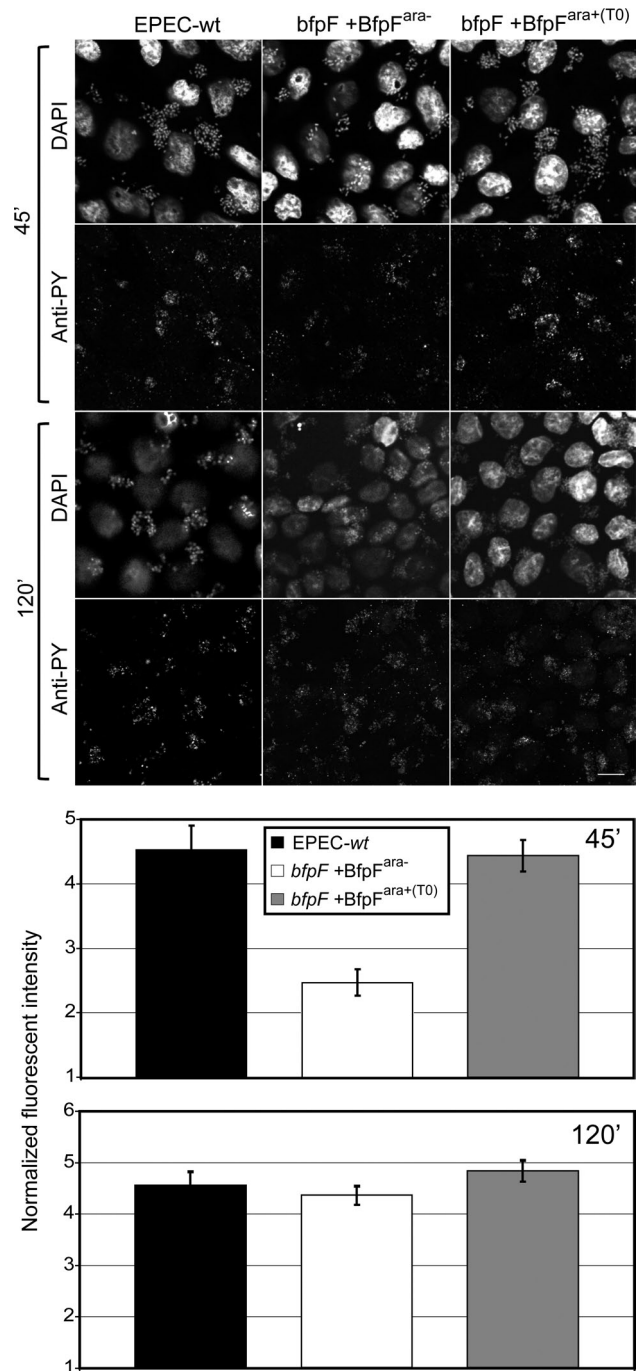 EPEC-wt bfpF +BfpF^ara- bfpF +BfpF^ara+(T0)
45'
DAPI
Anti-PY
120'
DAPI
Anti-PY
Normalized fluorescent intensity
5
4
3
2
1
45'
EPEC-wt
bfpF +BfpF^ara-
bfpF +BfpF^ara+(T0)
6
5
4
3
2
1
120'